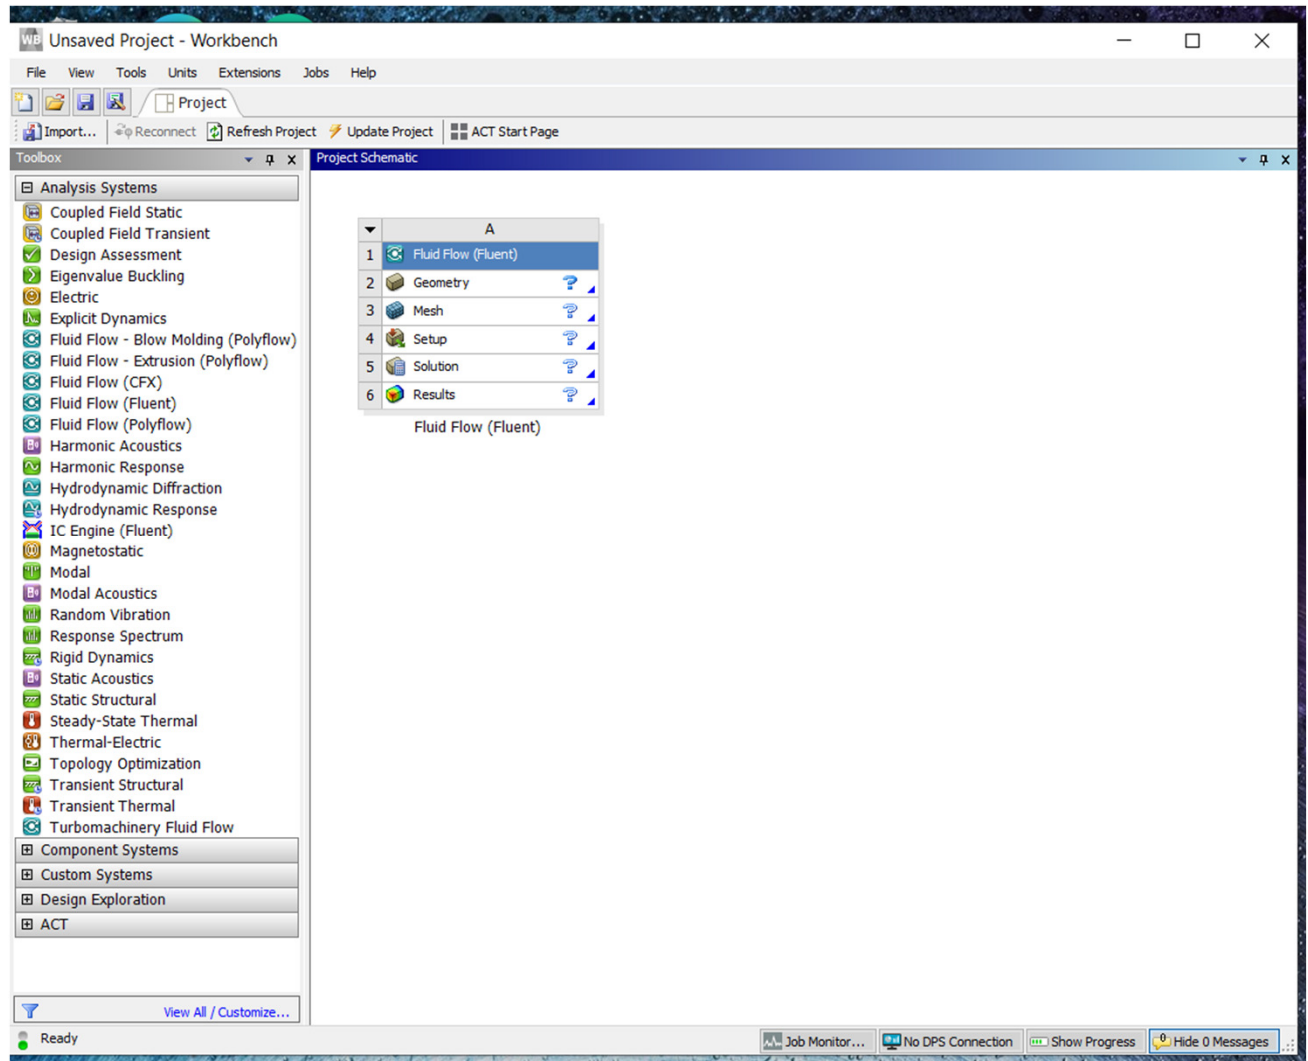 WB Unsaved Project - Workbench
File View Tools Units Extensions Jobs Help
Project
Import... Reconnect Refresh Project Update Project ACT Start Page
Toolbox
Analysis Systems
Coupled Field Static
Coupled Field Transient
Design Assessment
Eigenvalue Buckling
Electric
Explicit Dynamics
Fluid Flow - Blow Molding (Polyflow)
Fluid Flow - Extrusion (Polyflow)
Fluid Flow (CFX)
Fluid Flow (Fluent)
Fluid Flow (Polyflow)
Harmonic Acoustics
Harmonic Response
Hydrodynamic Diffraction
Hydrodynamic Response
IC Engine (Fluent)
Magnetostatic
Modal
Modal Acoustics
Random Vibration
Response Spectrum
Rigid Dynamics
Static Acoustics
Static Structural
Steady-State Thermal
Thermal-Electric
Topology Optimization
Transient Structural
Transient Thermal
Turbomachinery Fluid Flow
Component Systems
Custom Systems
Design Exploration
ACT
View All / Customize...
Project Schematic
A
1 Fluid Flow (Fluent)
2 Geometry ?
3 Mesh ?
4 Setup ?
5 Solution ?
6 Results ?
Fluid Flow (Fluent)
Ready
Job Monitor... No DPS Connection Show Progress Hide 0 Messages